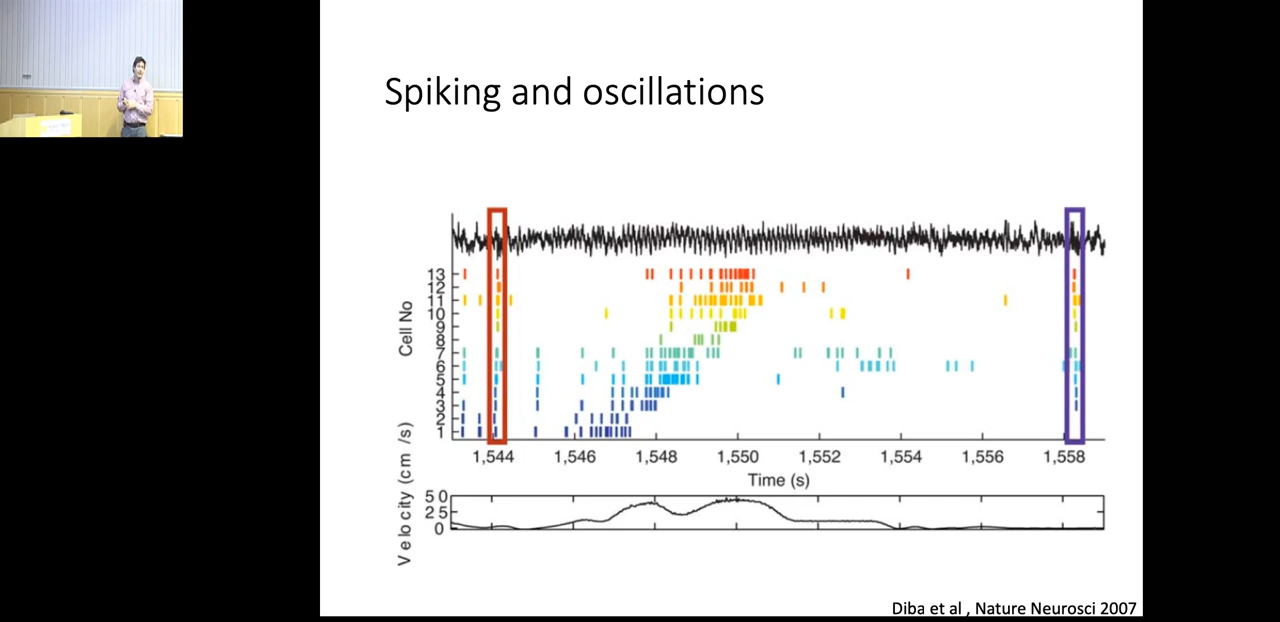 Spiking and oscillations
Cell No
13
12
11
10
9
8
7
6
5
4
3
2
1
1,544 1,546 1,548 1,550 1,552 1,554 1,556 1,558
Time (s)
Velocity (cm /s)
50
25
0
Diba et al , Nature Neurosci 2007